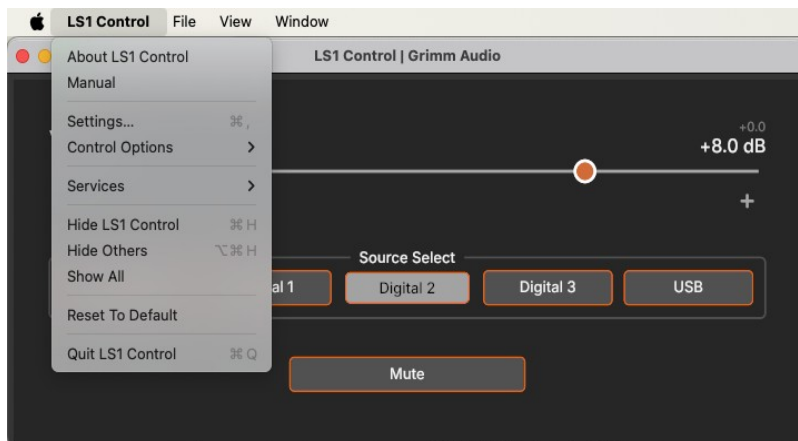 LS1 Control File View Window
LS1 Control | Grimm Audio
About LS1 Control
Manual
Settings... ⌘ ,
Control Options >
Services >
Hide LS1 Control ⌘ H
Hide Others ⌥ ⌘ H
Show All
Reset To Default
Quit LS1 Control ⌘ Q
+0.0
+8.0 dB
+
Source Select
al 1 Digital 2 Digital 3 USB
Mute